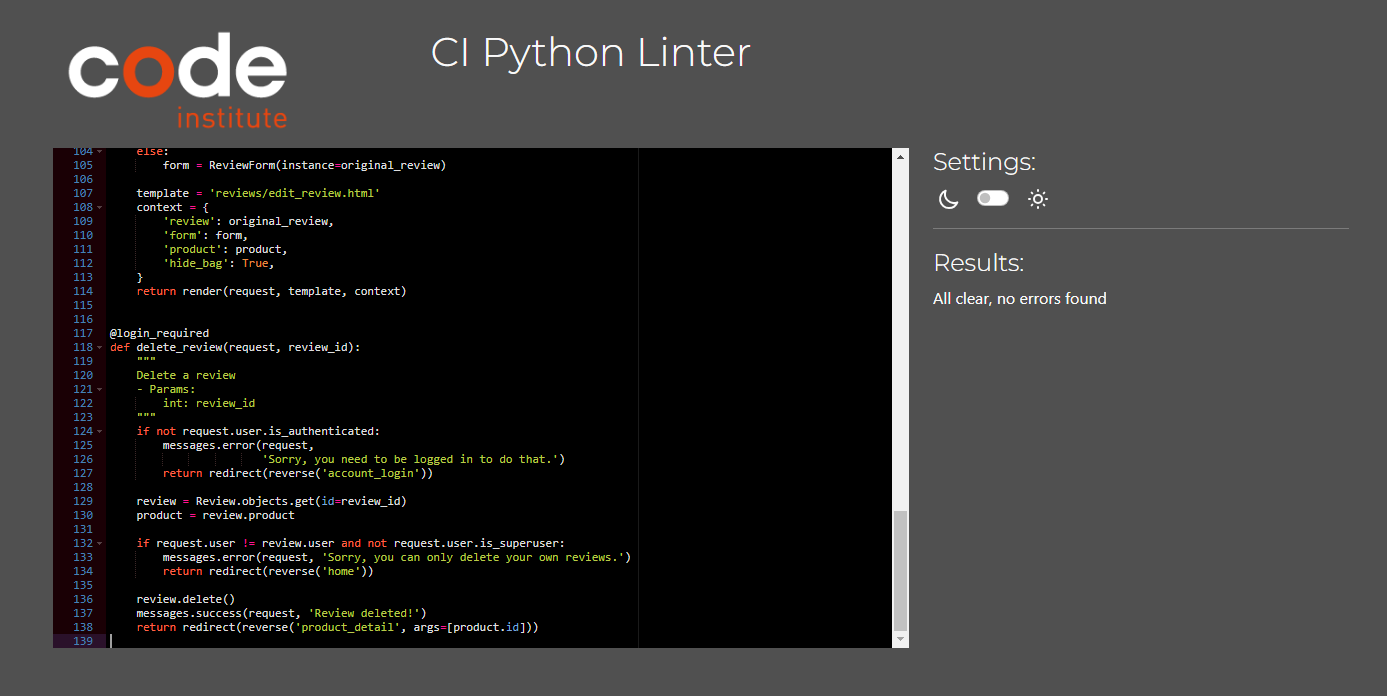 code
institute
CI Python Linter
104 else:
105 form = ReviewForm(instance=original_review)
106
107 template = 'reviews/edit_review.html'
108 context = {
109 'review': original_review,
110 'form': form,
111 'product': product,
112 'hide_bag': True,
113 }
114 return render(request, template, context)
115
116
117 @login_required
118 def delete_review(request, review_id):
119 """
120 Delete a review
121 - Params:
122 int: review_id
123 """
124 if not request.user.is_authenticated:
125 messages.error(request,
126 'Sorry, you need to be logged in to do that.')
127 return redirect(reverse('account_login'))
128
129 review = Review.objects.get(id=review_id)
130 product = review.product
131
132 if request.user != review.user and not request.user.is_superuser:
133 messages.error(request, 'Sorry, you can only delete your own reviews.')
134 return redirect(reverse('home'))
135
136 review.delete()
137 messages.success(request, 'Review deleted!')
138 return redirect(reverse('product_detail', args=[product.id]))
139
Settings:
Results:
All clear, no errors found